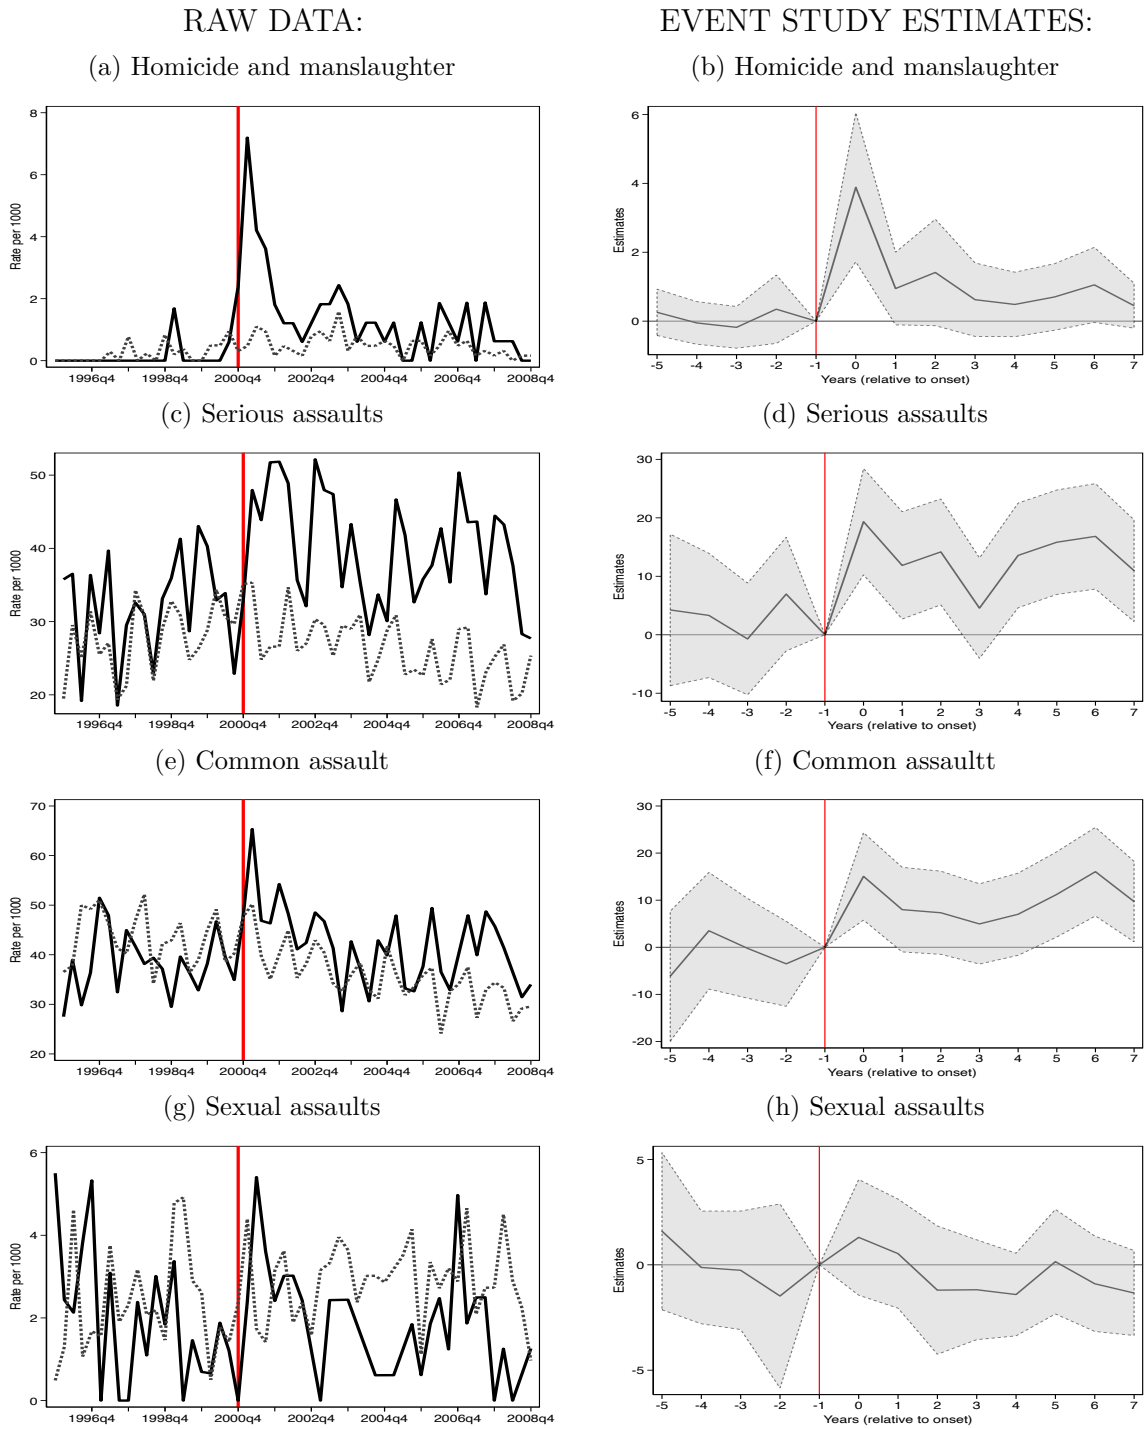 RAW DATA:
EVENT STUDY ESTIMATES:
(a) Homicide and manslaughter
(b) Homicide and manslaughter
8
6
4
2
0
Rate per 1000
1996q4 1998q4 2000q4 2002q4 2004q4 2006q4 2008q4
6
4
2
0
Estimates
-5 -4 -3 -2 -1 0 1 2 3 4 5 6 7
Years (relative to onset)
(c) Serious assaults
(d) Serious assaults
50
40
30
20
Rate per 1000
1996q4 1998q4 2000q4 2002q4 2004q4 2006q4 2008q4
30
20
10
0
-10
Estimates
-5 -4 -3 -2 -1 0 1 2 3 4 5 6 7
Years (relative to onset)
(e) Common assault
(f) Common assaultt
70
60
50
40
30
20
Rate per 1000
1996q4 1998q4 2000q4 2002q4 2004q4 2006q4 2008q4
30
20
10
0
-10
-20
Estimates
-5 -4 -3 -2 -1 0 1 2 3 4 5 6 7
Years (relative to onset)
(g) Sexual assaults
(h) Sexual assaults
6
4
2
0
Rate per 1000
1996q4 1998q4 2000q4 2002q4 2004q4 2006q4 2008q4
5
0
-5
Estimates
-5 -4 -3 -2 -1 0 1 2 3 4 5 6 7
Years (relative to onset)